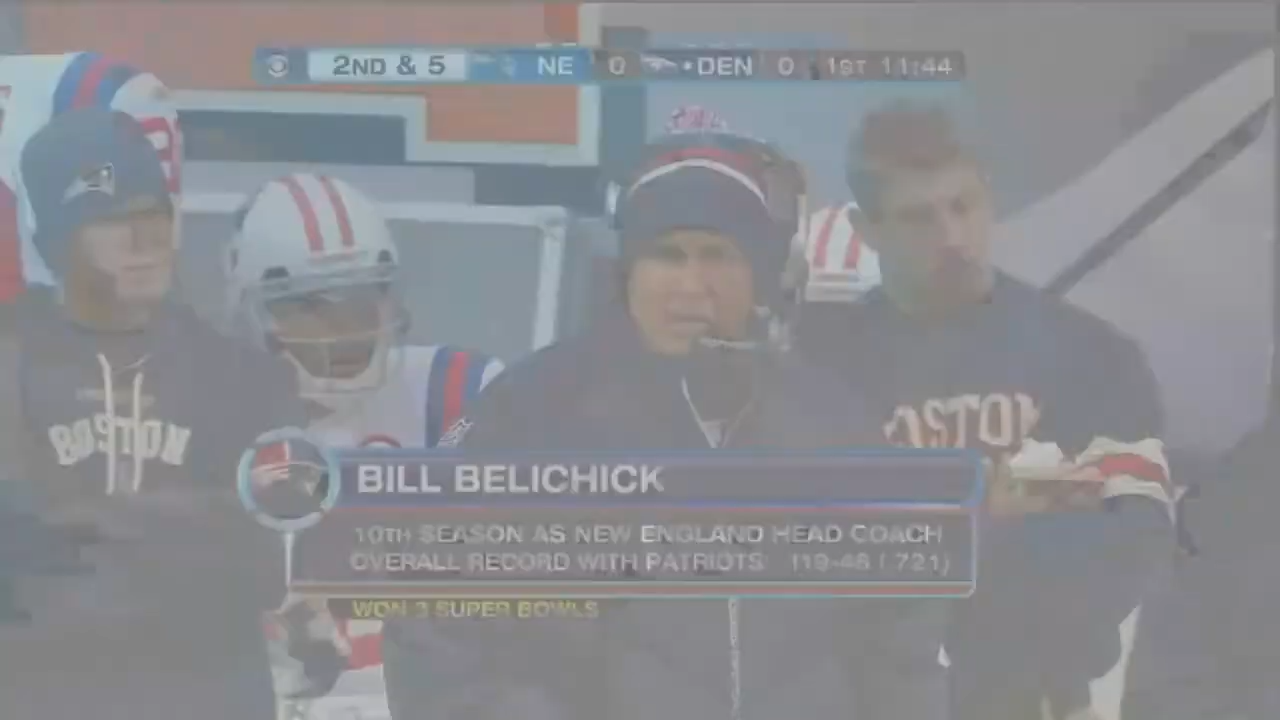 2ND & 5 NE 0 DEN 0 1ST 11:44
BOSTON
OSTON
BILL BELICHICK
10TH SEASON AS NEW ENGLAND HEAD COACH
OVERALL RECORD WITH PATRIOTS 119-46 (.721)
WON 3 SUPER BOWLS